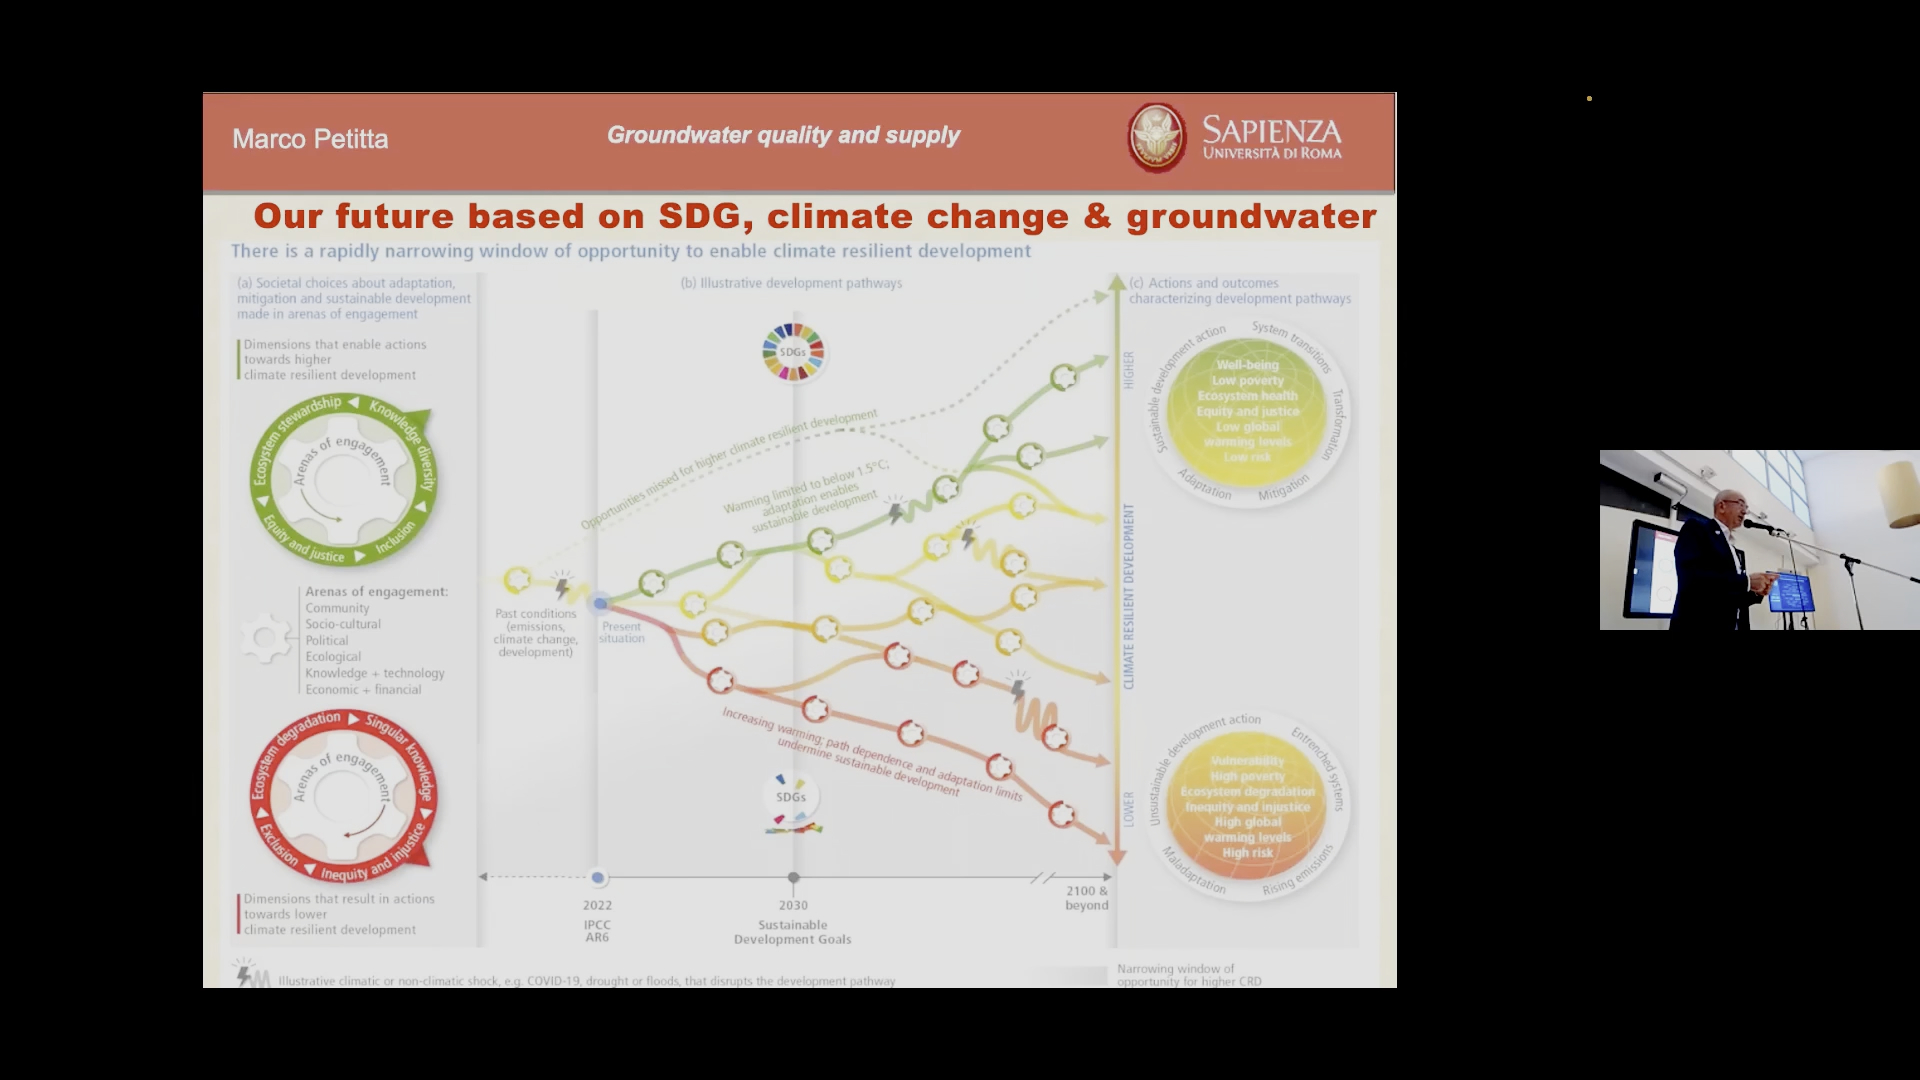 Marco Petitta
Groundwater quality and supply
SAPIENZA
UNIVERSITÀ DI ROMA
Our future based on SDG, climate change & groundwater
There is a rapidly narrowing window of opportunity to enable climate resilient development
(a) Societal choices about adaptation,
mitigation and sustainable development
made in arenas of engagement
Dimensions that enable actions
towards higher
climate resilient development
Ecosystem stewardship
Knowledge diversity
Equity and justice
Inclusion
Arenas of engagement
Arenas of engagement:
Community
Socio-cultural
Political
Ecological
Knowledge + technology
Economic + financial
Ecosystem degradation
Singular knowledge
Exclusion
Inequity and injustice
Arenas of engagement
Dimensions that result in actions
towards lower
climate resilient development
(b) Illustrative development pathways
SDGs
Opportunities missed for higher climate resilient development
Warming limited to below 1.5°C;
adaptation enables
sustainable development
Past conditions
(emissions,
climate change,
development)
Present
situation
Increasing warming; path dependence and adaptation limits
undermine sustainable development
SDGs
2022
IPCC
AR6
2030
Sustainable
Development Goals
2100 &
beyond
HIGHER
CLIMATE RESILIENT DEVELOPMENT
LOWER
(c) Actions and outcomes
characterizing development pathways
Sustainable development action
System transitions
Transformation
Mitigation
Adaptation
Well-being
Low poverty
Ecosystem health
Equity and justice
Low global
warming levels
Low risk
Unsustainable development action
Entrenched systems
Rising emissions
Maladaptation
Vulnerability
High poverty
Ecosystem degradation
Inequity and injustice
High global
warming levels
High risk
Illustrative climatic or non-climatic shock, e.g. COVID-19, drought or floods, that disrupts the development pathway
Narrowing window of
opportunity for higher CRD